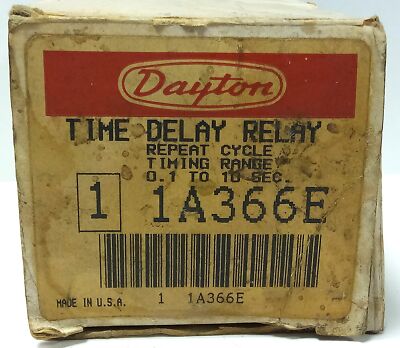 Dayton
TIME DELAY RELAY
REPEAT CYCLE
TIMING RANGE
0.1 TO 10 SEC.
1 1A366E
MADE IN U.S.A. 1 1A366E